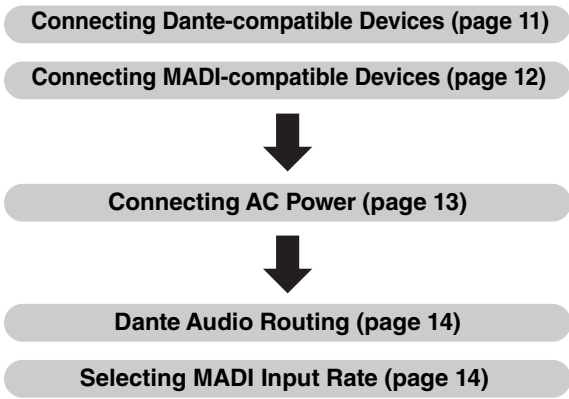 Connecting Dante-compatible Devices (page 11)
Connecting MADI-compatible Devices (page 12)
Connecting AC Power (page 13)
Dante Audio Routing (page 14)
Selecting MADI Input Rate (page 14)